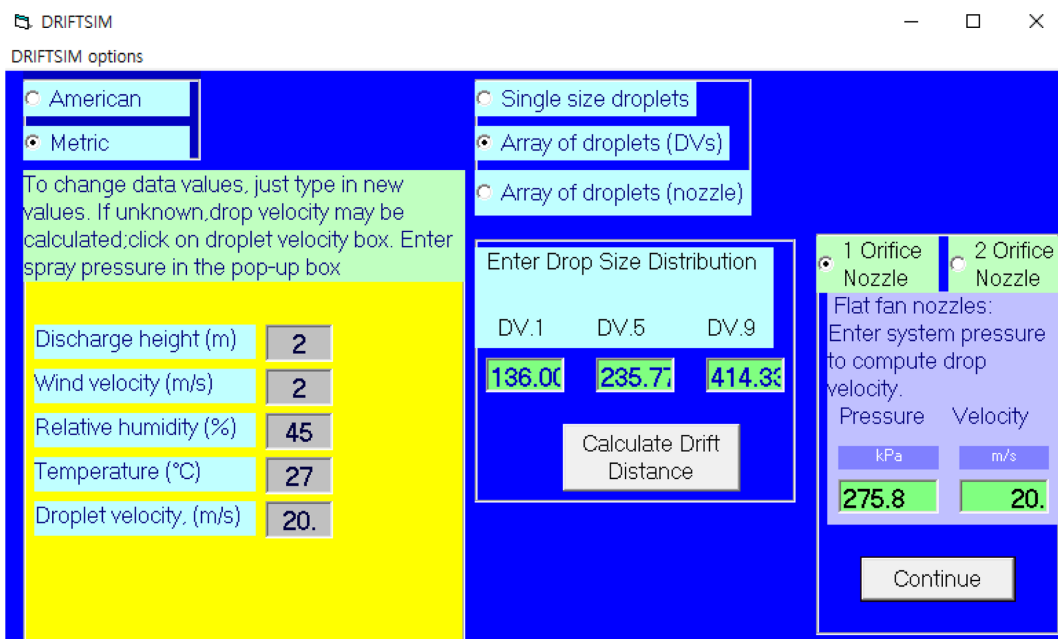 DRIFTSIM
DRIFTSIM options
American
Metric
To change data values, just type in new
values. If unknown,drop velocity may be
calculated;click on droplet velocity box. Enter
spray pressure in the pop-up box
Discharge height (m) 2
Wind velocity (m/s) 2
Relative humidity (%) 45
Temperature (°C) 27
Droplet velocity, (m/s) 20.
Single size droplets
Array of droplets (DVs)
Array of droplets (nozzle)
Enter Drop Size Distribution
DV.1 DV.5 DV.9
136.00 235.77 414.33
Calculate Drift
Distance
1 Orifice
Nozzle
2 Orifice
Nozzle
Flat fan nozzles:
Enter system pressure
to compute drop
velocity.
Pressure Velocity
kPa m/s
275.8 20.
Continue